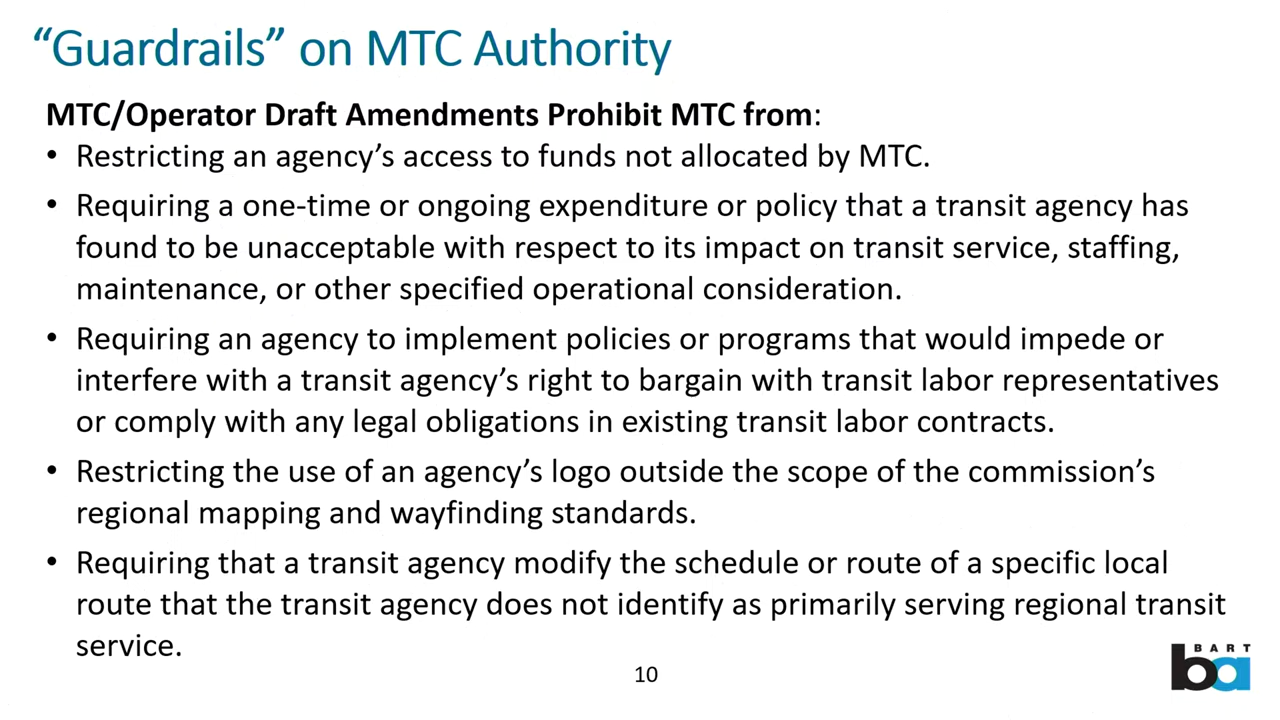 “Guardrails” on MTC Authority
MTC/Operator Draft Amendments Prohibit MTC from:
• Restricting an agency’s access to funds not allocated by MTC.
• Requiring a one-time or ongoing expenditure or policy that a transit agency has
found to be unacceptable with respect to its impact on transit service, staffing,
maintenance, or other specified operational consideration.
• Requiring an agency to implement policies or programs that would impede or
interfere with a transit agency’s right to bargain with transit labor representatives
or comply with any legal obligations in existing transit labor contracts.
• Restricting the use of an agency’s logo outside the scope of the commission’s
regional mapping and wayfinding standards.
• Requiring that a transit agency modify the schedule or route of a specific local
route that the transit agency does not identify as primarily serving regional transit
service.
10
BART
ba